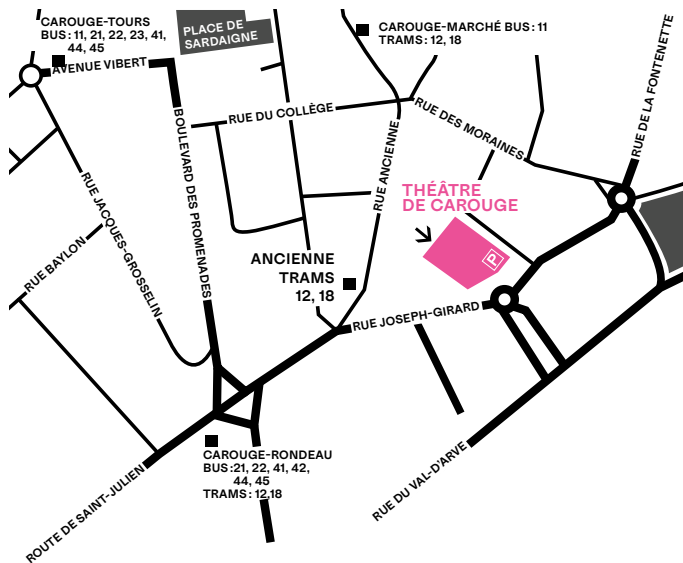 CAROUGE-TOURS
BUS : 11, 21, 22, 23, 41,
44, 45
PLACE DE
SARDAIGNE
CAROUGE-MARCHÉ BUS : 11
TRAMS : 12, 18
AVENUE VIBERT
RUE DU COLLÈGE
RUE DES MORAINES
RUE DE LA FONTENETTE
BOULEVARD DES PROMENADES
RUE ANCIENNE
RUE JACQUES-GROSSELIN
THÉÂTRE
DE CAROUGE
P
RUE BAYLON
ANCIENNE
TRAMS
12, 18
RUE JOSEPH-GIRARD
CAROUGE-RONDEAU
BUS :21, 22, 41, 42,
44, 45
TRAMS : 12,18
ROUTE DE SAINT-JULIEN
RUE DU VAL-D'ARVE